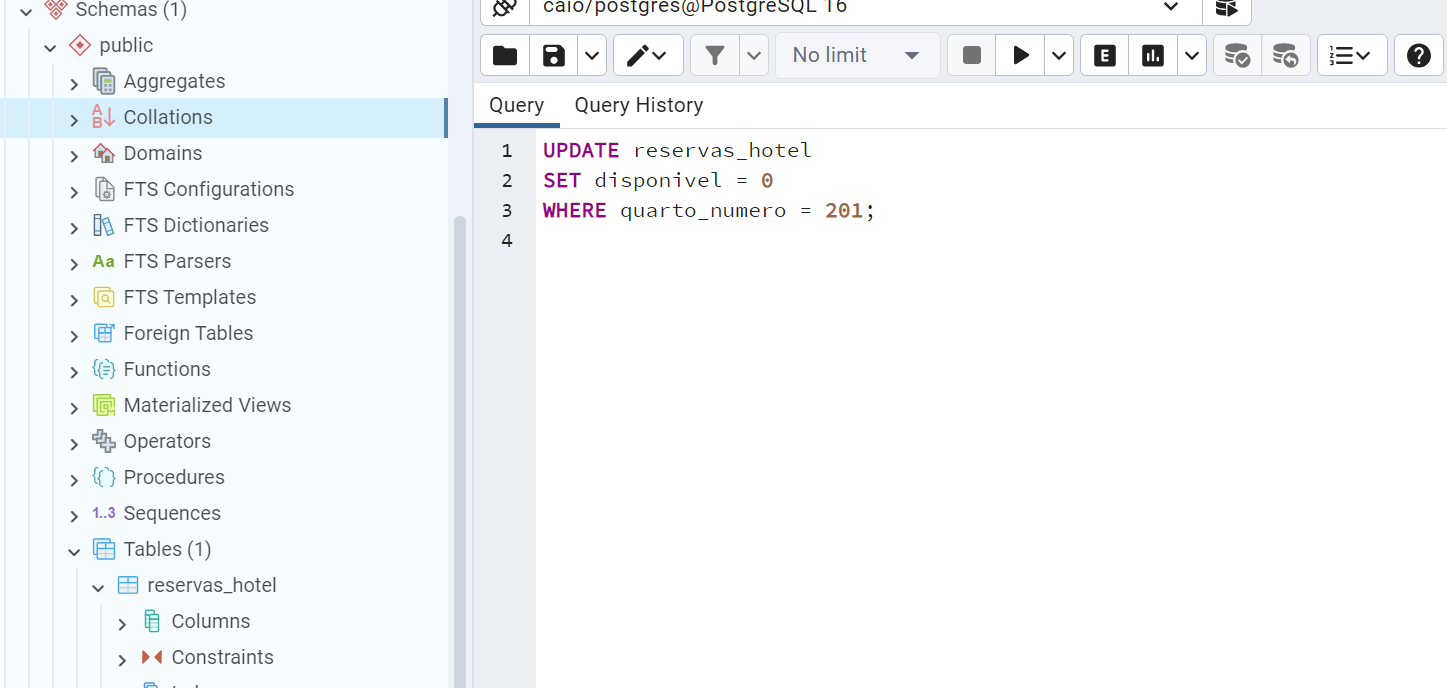 Schemas (1)
public
Aggregates
Collations
Domains
FTS Configurations
FTS Dictionaries
Aa FTS Parsers
FTS Templates
Foreign Tables
Functions
Materialized Views
Operators
Procedures
1..3 Sequences
Tables (1)
reservas_hotel
Columns
Constraints
caio/postgres@PostgreSQL 16
No limit
E
Query Query History
1 UPDATE reservas_hotel
2 SET disponivel = 0
3 WHERE quarto_numero = 201;
4